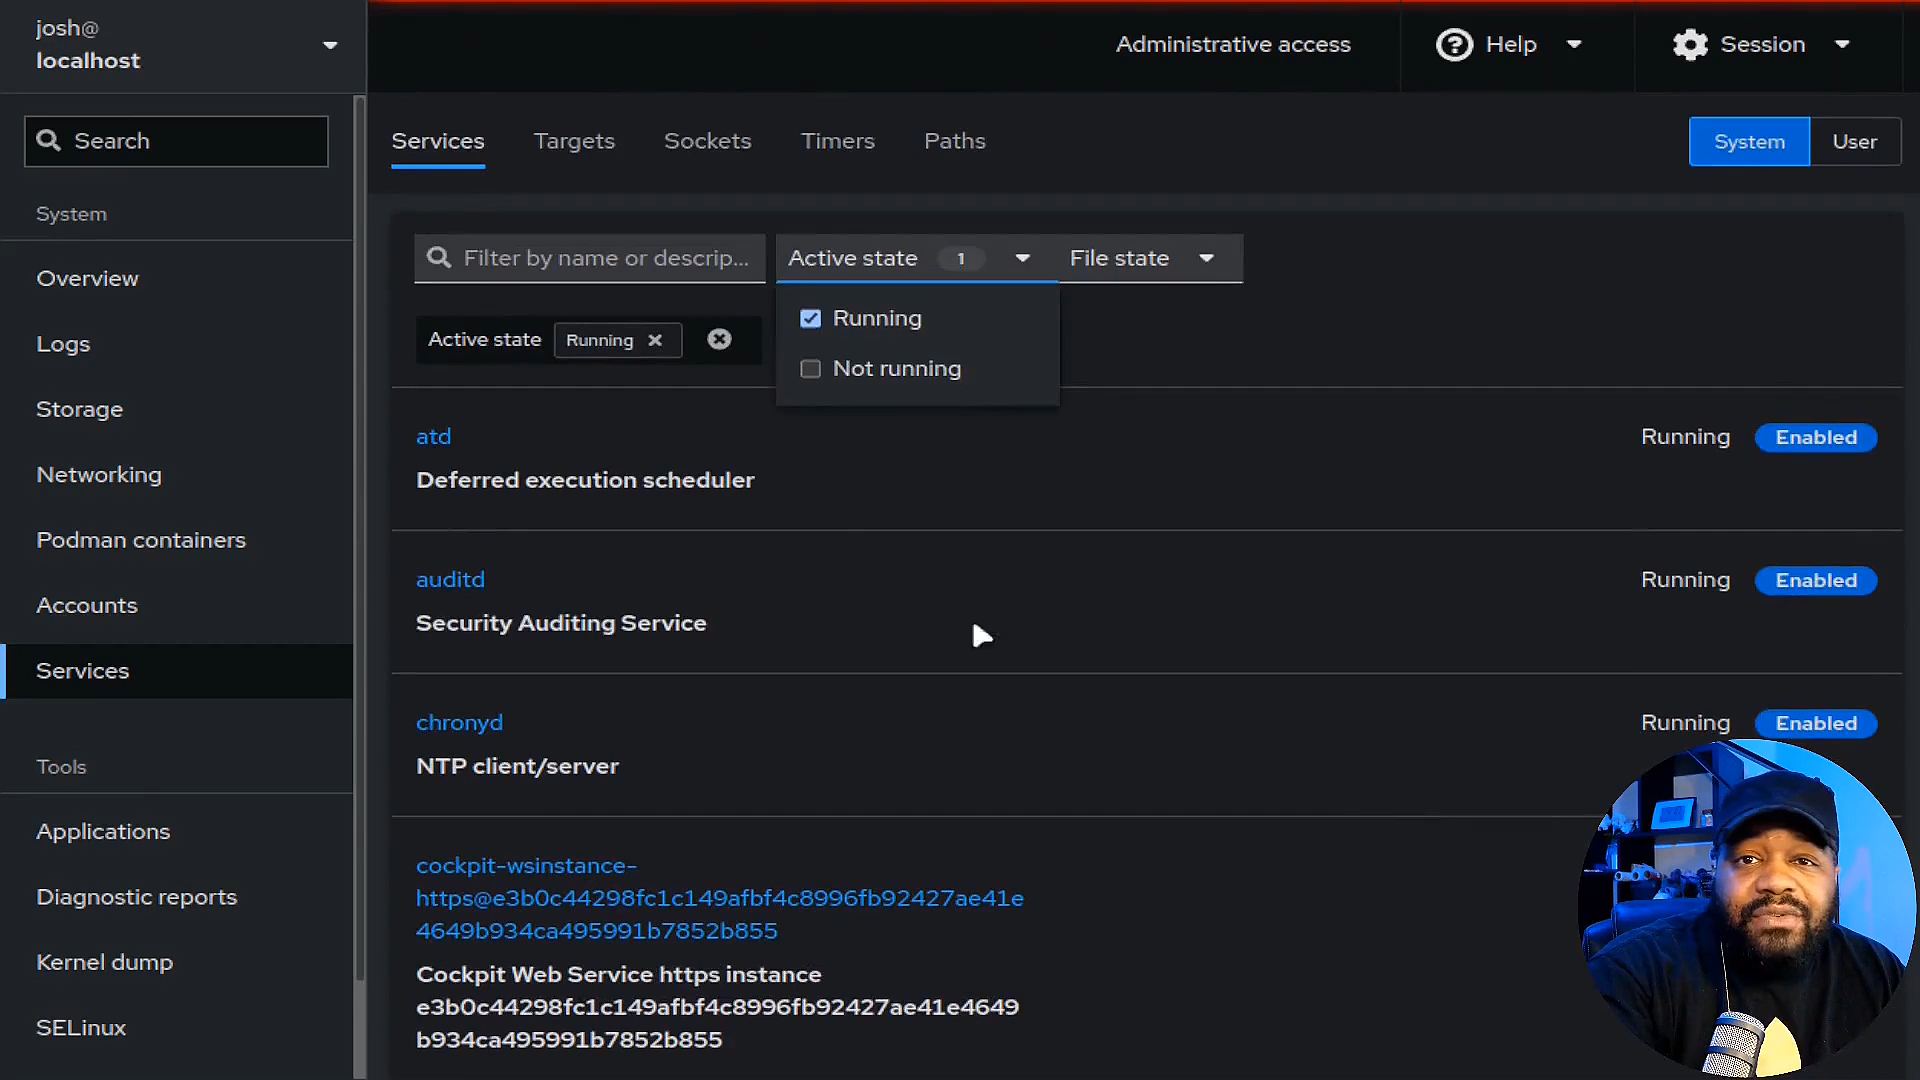 josh@
localhost
Administrative access
Help
Session
Search
Services
Targets
Sockets
Timers
Paths
System
User
System
Overview
Logs
Storage
Networking
Podman containers
Accounts
Services
Tools
Applications
Diagnostic reports
Kernel dump
SELinux
Filter by name or descrip...
Active state 1
File state
Running
Not running
Active state Running
atd
Running Enabled
Deferred execution scheduler
auditd
Running Enabled
Security Auditing Service
chronyd
Running Enabled
NTP client/server
cockpit-wsinstance-
https@e3b0c44298fc1c149afbf4c8996fb92427ae41e
4649b934ca495991b7852b855
Cockpit Web Service https instance
e3b0c44298fc1c149afbf4c8996fb92427ae41e4649
b934ca495991b7852b855